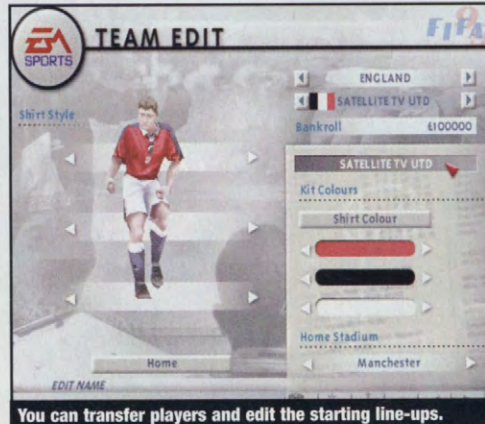 EA
SPORTS
TEAM EDIT
FIFA
ENGLAND
SATELLITE TV UTD
Bankroll £100000
Shirt Style
SATELLITE TV UTD
Kit Colours
Shirt Colour
Home Stadium
Manchester
Home
EDIT NAME
You can transfer players and edit the starting line-ups.